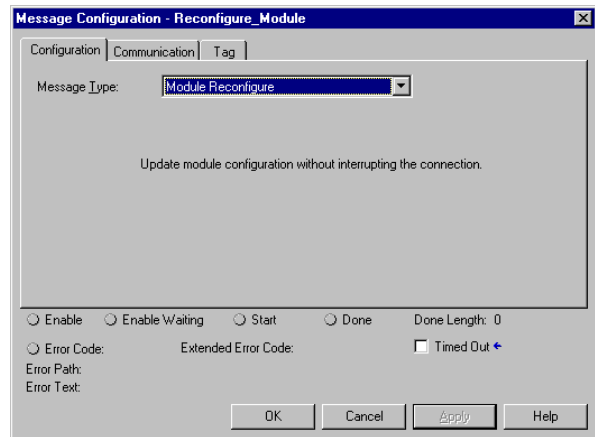 Message Configuration - Reconfigure_Module
Configuration Communication Tag
Message Type: Module Reconfigure
Update module configuration without interrupting the connection.
Enable Enable Waiting Start Done Done Length: 0
Error Code: Extended Error Code: Timed Out
Error Path:
Error Text:
OK Cancel Apply Help